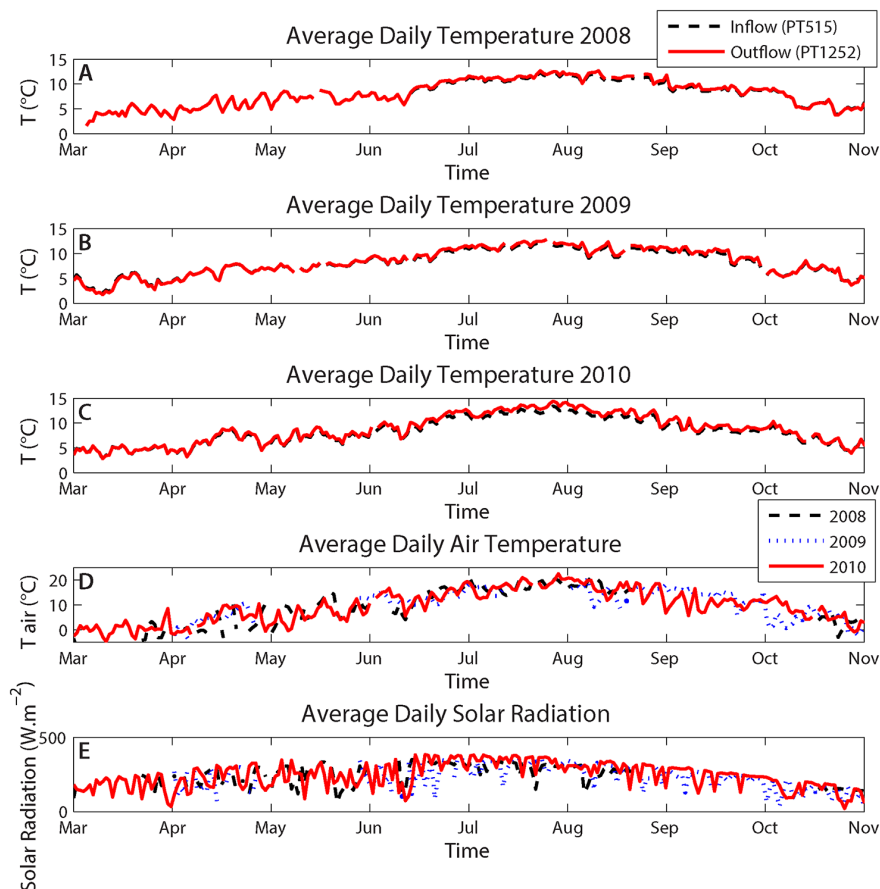 Average Daily Temperature 2008
Inflow (PT515)
Outflow (PT1252)
A
T (°C)
15
10
5
0
Mar Apr May Jun Jul Aug Sep Oct Nov
Time
Average Daily Temperature 2009
B
T (°C)
15
10
5
0
Mar Apr May Jun Jul Aug Sep Oct Nov
Time
Average Daily Temperature 2010
C
T (°C)
15
10
5
0
Mar Apr May Jun Jul Aug Sep Oct Nov
Time
2008
2009
2010
Average Daily Air Temperature
D
T air (°C)
20
10
0
Mar Apr May Jun Jul Aug Sep Oct Nov
Time
Average Daily Solar Radiation
E
Solar Radiation (W.m⁻²)
500
0
Mar Apr May Jun Jul Aug Sep Oct Nov
Time